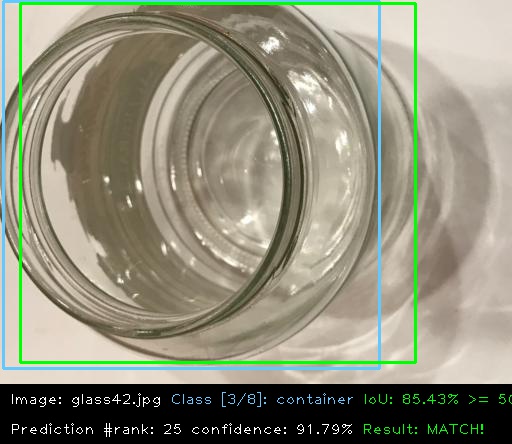 Image: glass42.jpg Class [3/8]: container IoU: 85.43% >= 50
Prediction #rank: 25 confidence: 91.79% Result: MATCH!